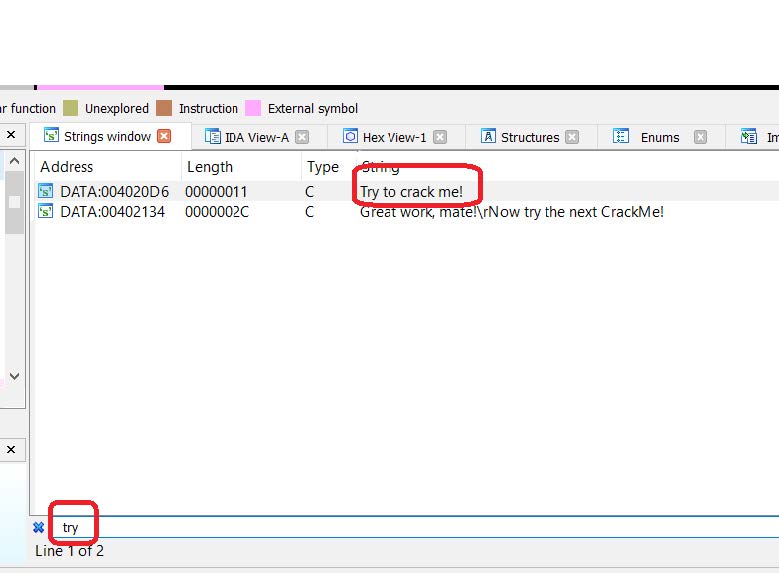 r function Unexplored Instruction External symbol
Strings window IDA View-A Hex View-1 Structures Enums Im
Address Length Type String
DATA:004020D6 00000011 C Try to crack me!
DATA:00402134 0000002C C Great work, mate!\rNow try the next CrackMe!
try
Line 1 of 2